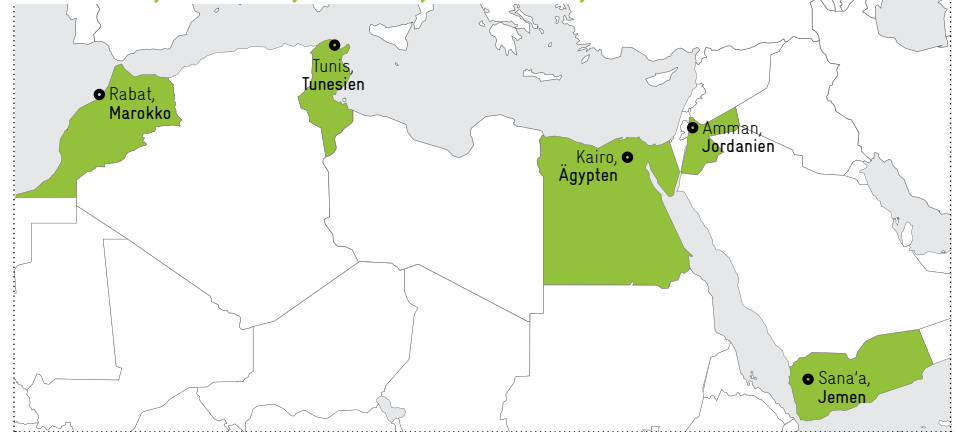 Tunis,
Tunesien
Rabat,
Marokko
Amman,
Jordanien
Kairo,
Ägypten
Sana'a,
Jemen